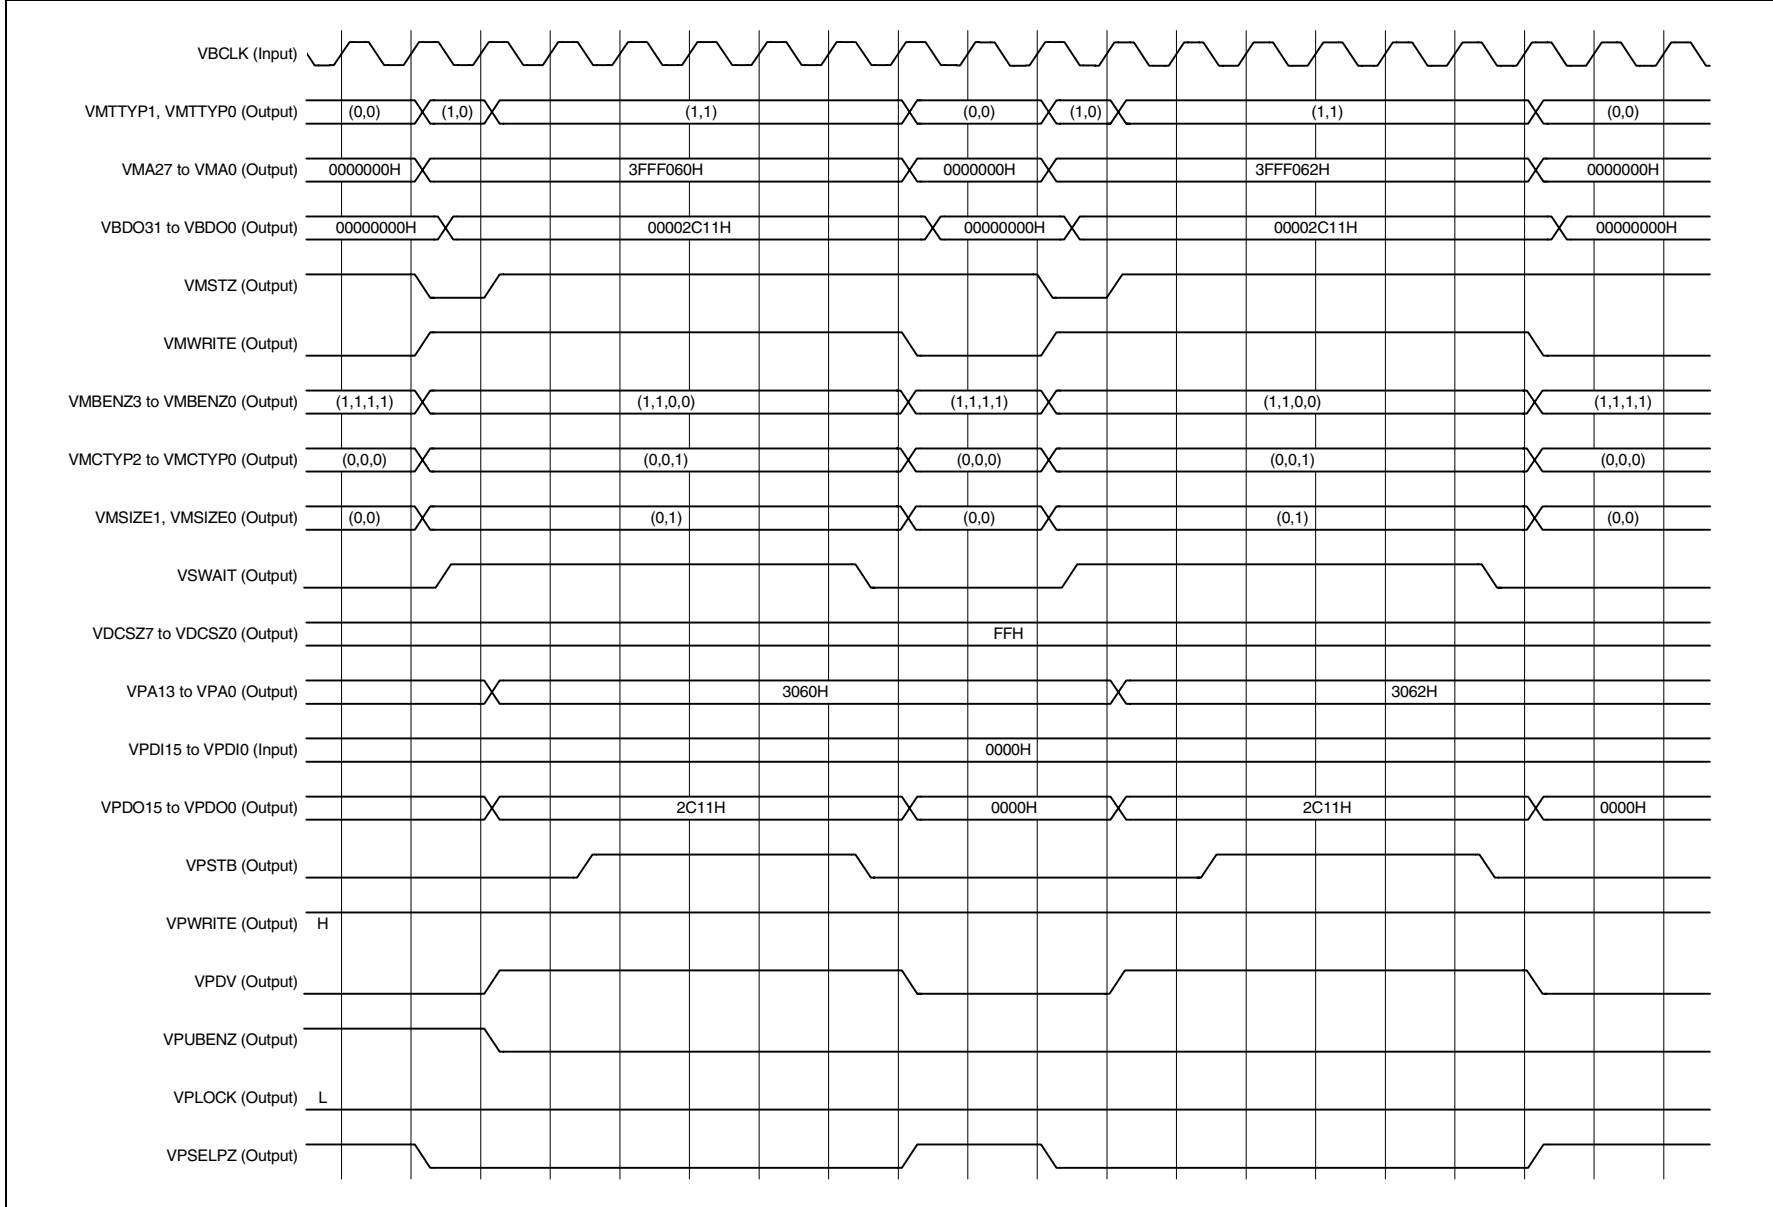 VBCLK (Input)
VMTTYP1, VMTTYP0 (Output) (0,0) (1,0) (1,1) (0,0) (1,0) (1,1) (0,0)
VMA27 to VMA0 (Output) 0000000H 3FFF060H 0000000H 3FFF062H 0000000H
VBDO31 to VBDO0 (Output) 00000000H 00002C11H 00000000H 00002C11H 00000000H
VMSTZ (Output)
VMWRITE (Output)
VMBENZ3 to VMBENZ0 (Output) (1,1,1,1) (1,1,0,0) (1,1,1,1) (1,1,0,0) (1,1,1,1)
VMCTYP2 to VMCTYP0 (Output) (0,0,0) (0,0,1) (0,0,0) (0,0,1) (0,0,0)
VMSIZE1, VMSIZE0 (Output) (0,0) (0,1) (0,0) (0,1) (0,0)
VSWAIT (Output)
VDCSZ7 to VDCSZ0 (Output) FFH
VPA13 to VPA0 (Output) 3060H 3062H
VPDI15 to VPDI0 (Input) 0000H
VPDO15 to VPDO0 (Output) 2C11H 0000H 2C11H 0000H
VPSTB (Output)
VPWRITE (Output) H
VPDV (Output)
VPUBENZ (Output)
VPLOCK (Output) L
VPSELPZ (Output)